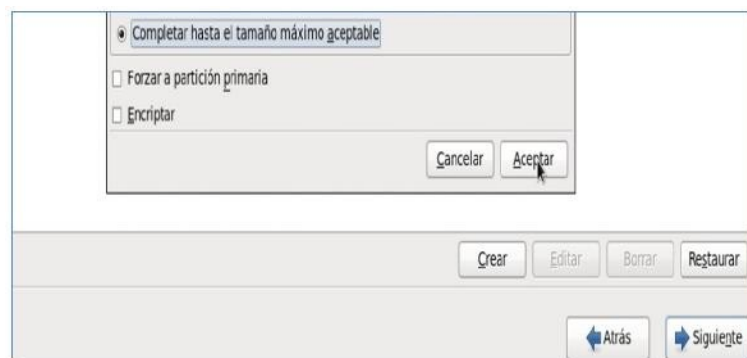 Completar hasta el tamaño máximo aceptable
Forzar a partición primaria
Encriptar
Cancelar Aceptar
Crear Editar Borrar Restaurar
Atrás Siguiente